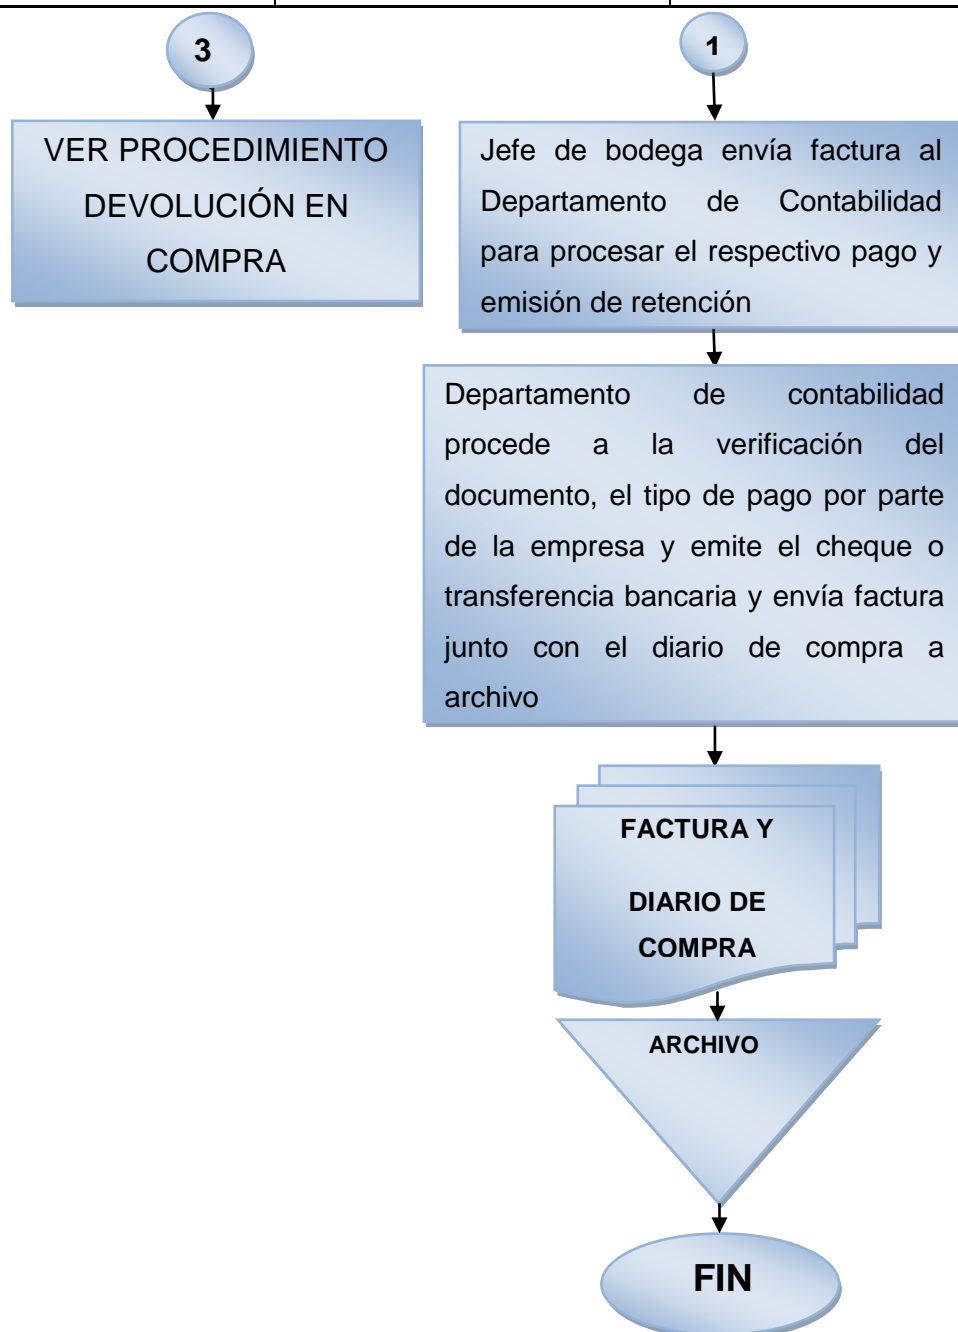 3
VER PROCEDIMIENTO
DEVOLUCIÓN EN
COMPRA
1
Jefe de bodega envía factura al
Departamento de Contabilidad
para procesar el respectivo pago y
emisión de retención
Departamento de contabilidad
procede a la verificación del
documento, el tipo de pago por parte
de la empresa y emite el cheque o
transferencia bancaria y envía factura
junto con el diario de compra a
archivo
FACTURA Y
DIARIO DE
COMPRA
ARCHIVO
FIN